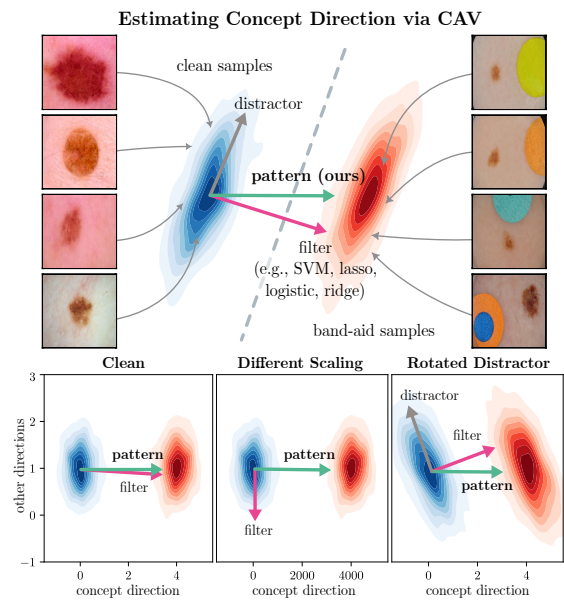 Estimating Concept Direction via CAV
clean samples
distractor
pattern (ours)
filter
(e.g., SVM, lasso,
logistic, ridge)
band-aid samples
Clean
Different Scaling
Rotated Distractor
other directions
3
2
1
0
−1
pattern
filter
0
4
concept direction
pattern
filter
0
2000
4000
concept direction
distractor
filter
pattern
0
2
4
concept direction